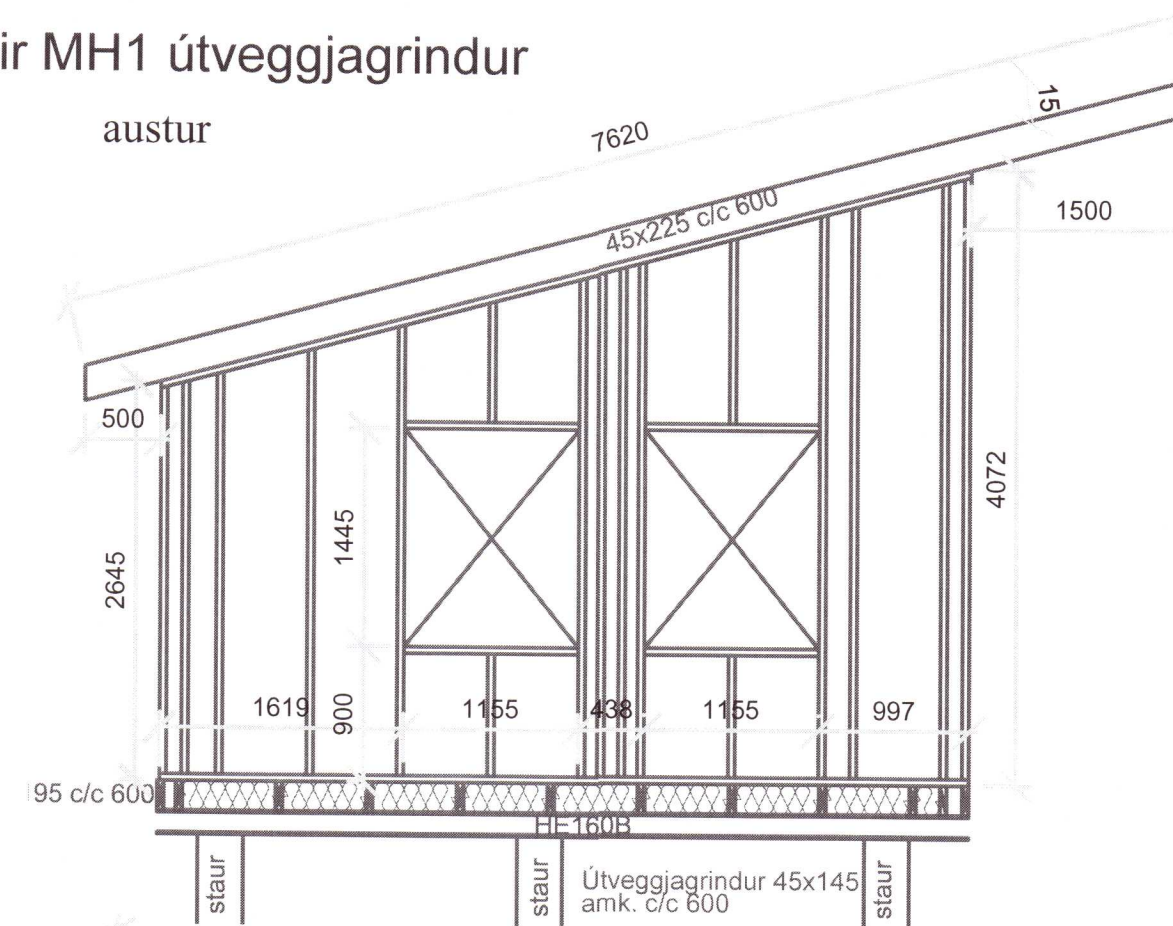 ir MH1 útveggjagrindur
austur
7620
15
45x225 c/c 600
1500
500
4072
1445
2645
1619
900
1155
438
1155
997
95 c/c 600
HE160B
staur
staur
staur
Útveggjagrindur 45x145
amk. c/c 600